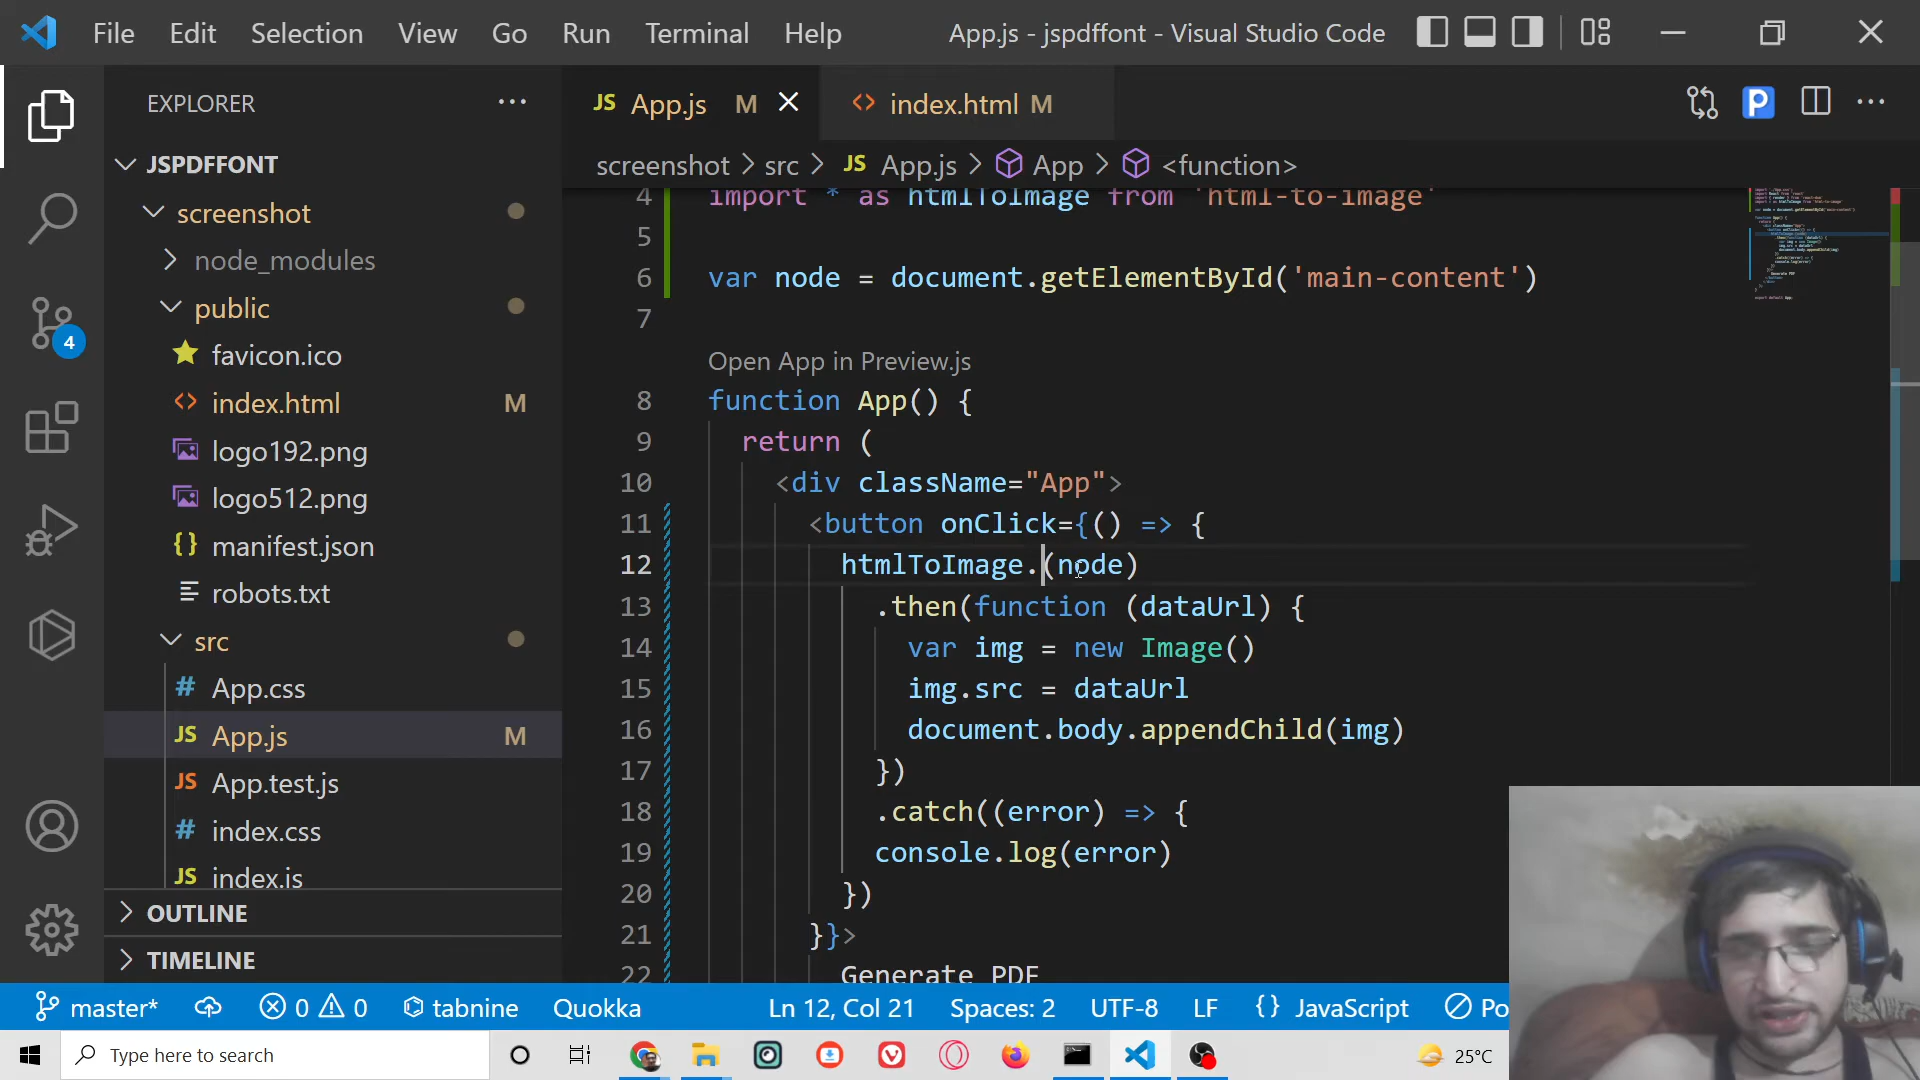 File Edit Selection View Go Run Terminal Help App.js - jspdffont - Visual Studio Code
EXPLORER
JSPDFFONT
screenshot
node_modules
public
favicon.ico
index.html M
logo192.png
logo512.png
manifest.json
robots.txt
src
App.css
App.js M
App.test.js
index.css
index.js
OUTLINE
TIMELINE
4
JS App.js M
index.html M
screenshot > src > JS App.js > App > <function>
4 import * as htmlToImage from 'html-to-image'
5
6 var node = document.getElementById('main-content')
7
Open App in Preview.js
8 function App() {
9 return (
10 <div className="App">
11 <button onClick={() => {
12 htmlToImage.(node)
13 .then(function (dataUrl) {
14 var img = new Image()
15 img.src = dataUrl
16 document.body.appendChild(img)
17 })
18 .catch((error) => {
19 console.log(error)
20 })
21 }}>
22 Generate PDF
master* 0 0 tabnine Quokka Ln 12, Col 21 Spaces: 2 UTF-8 LF {} JavaScript Po
Type here to search 25°C